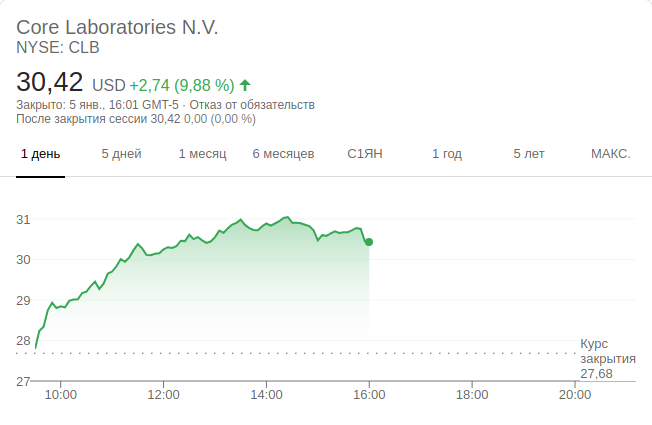 Core Laboratories N.V.
NYSE: CLB
30,42 USD +2,74 (9,88 %)
Закрыто: 5 янв., 16:01 GMT-5 · Отказ от обязательств
После закрытия сессии 30,42 0,00 (0,00 %)
1 день 5 дней 1 месяц 6 месяцев С1ЯН 1 год 5 лет МАКС.
31
30
29
28
Курс
закрытия
27,68
27
10:00 12:00 14:00 16:00 18:00 20:00